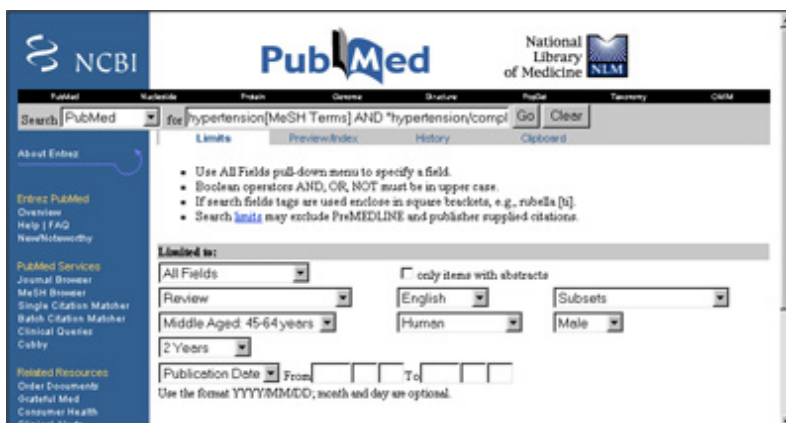 NCBI
PubMed
National
Library
of Medicine NLM
PubMed Nucleotide Protein Genome Structure PopSet Taxonomy OMIM
Search PubMed for hypertension[MeSH Terms] AND "hypertension/compl Go Clear
Limits Preview/Index History Clipboard
About Entrez
• Use All Fields pull-down menu to specify a field.
• Boolean operators AND, OR, NOT must be in upper case.
• If search fields tags are used enclose in square brackets, e.g., rubella [ti].
• Search limits may exclude PreMEDLINE and publisher supplied citations.
Entrez PubMed
Overview
Help | FAQ
New/Noteworthy
PubMed Services
Journal Browser
MeSH Browser
Single Citation Matcher
Batch Citation Matcher
Clinical Queries
Cubby
Related Resources
Order Documents
Grateful Med
Consumer Health
Clinical Alerts
Limited to:
All Fields only items with abstracts
Review English Subsets
Middle Aged: 45-64 years Human Male
2 Years
Publication Date From To
Use the format YYYY/MM/DD; month and day are optional.